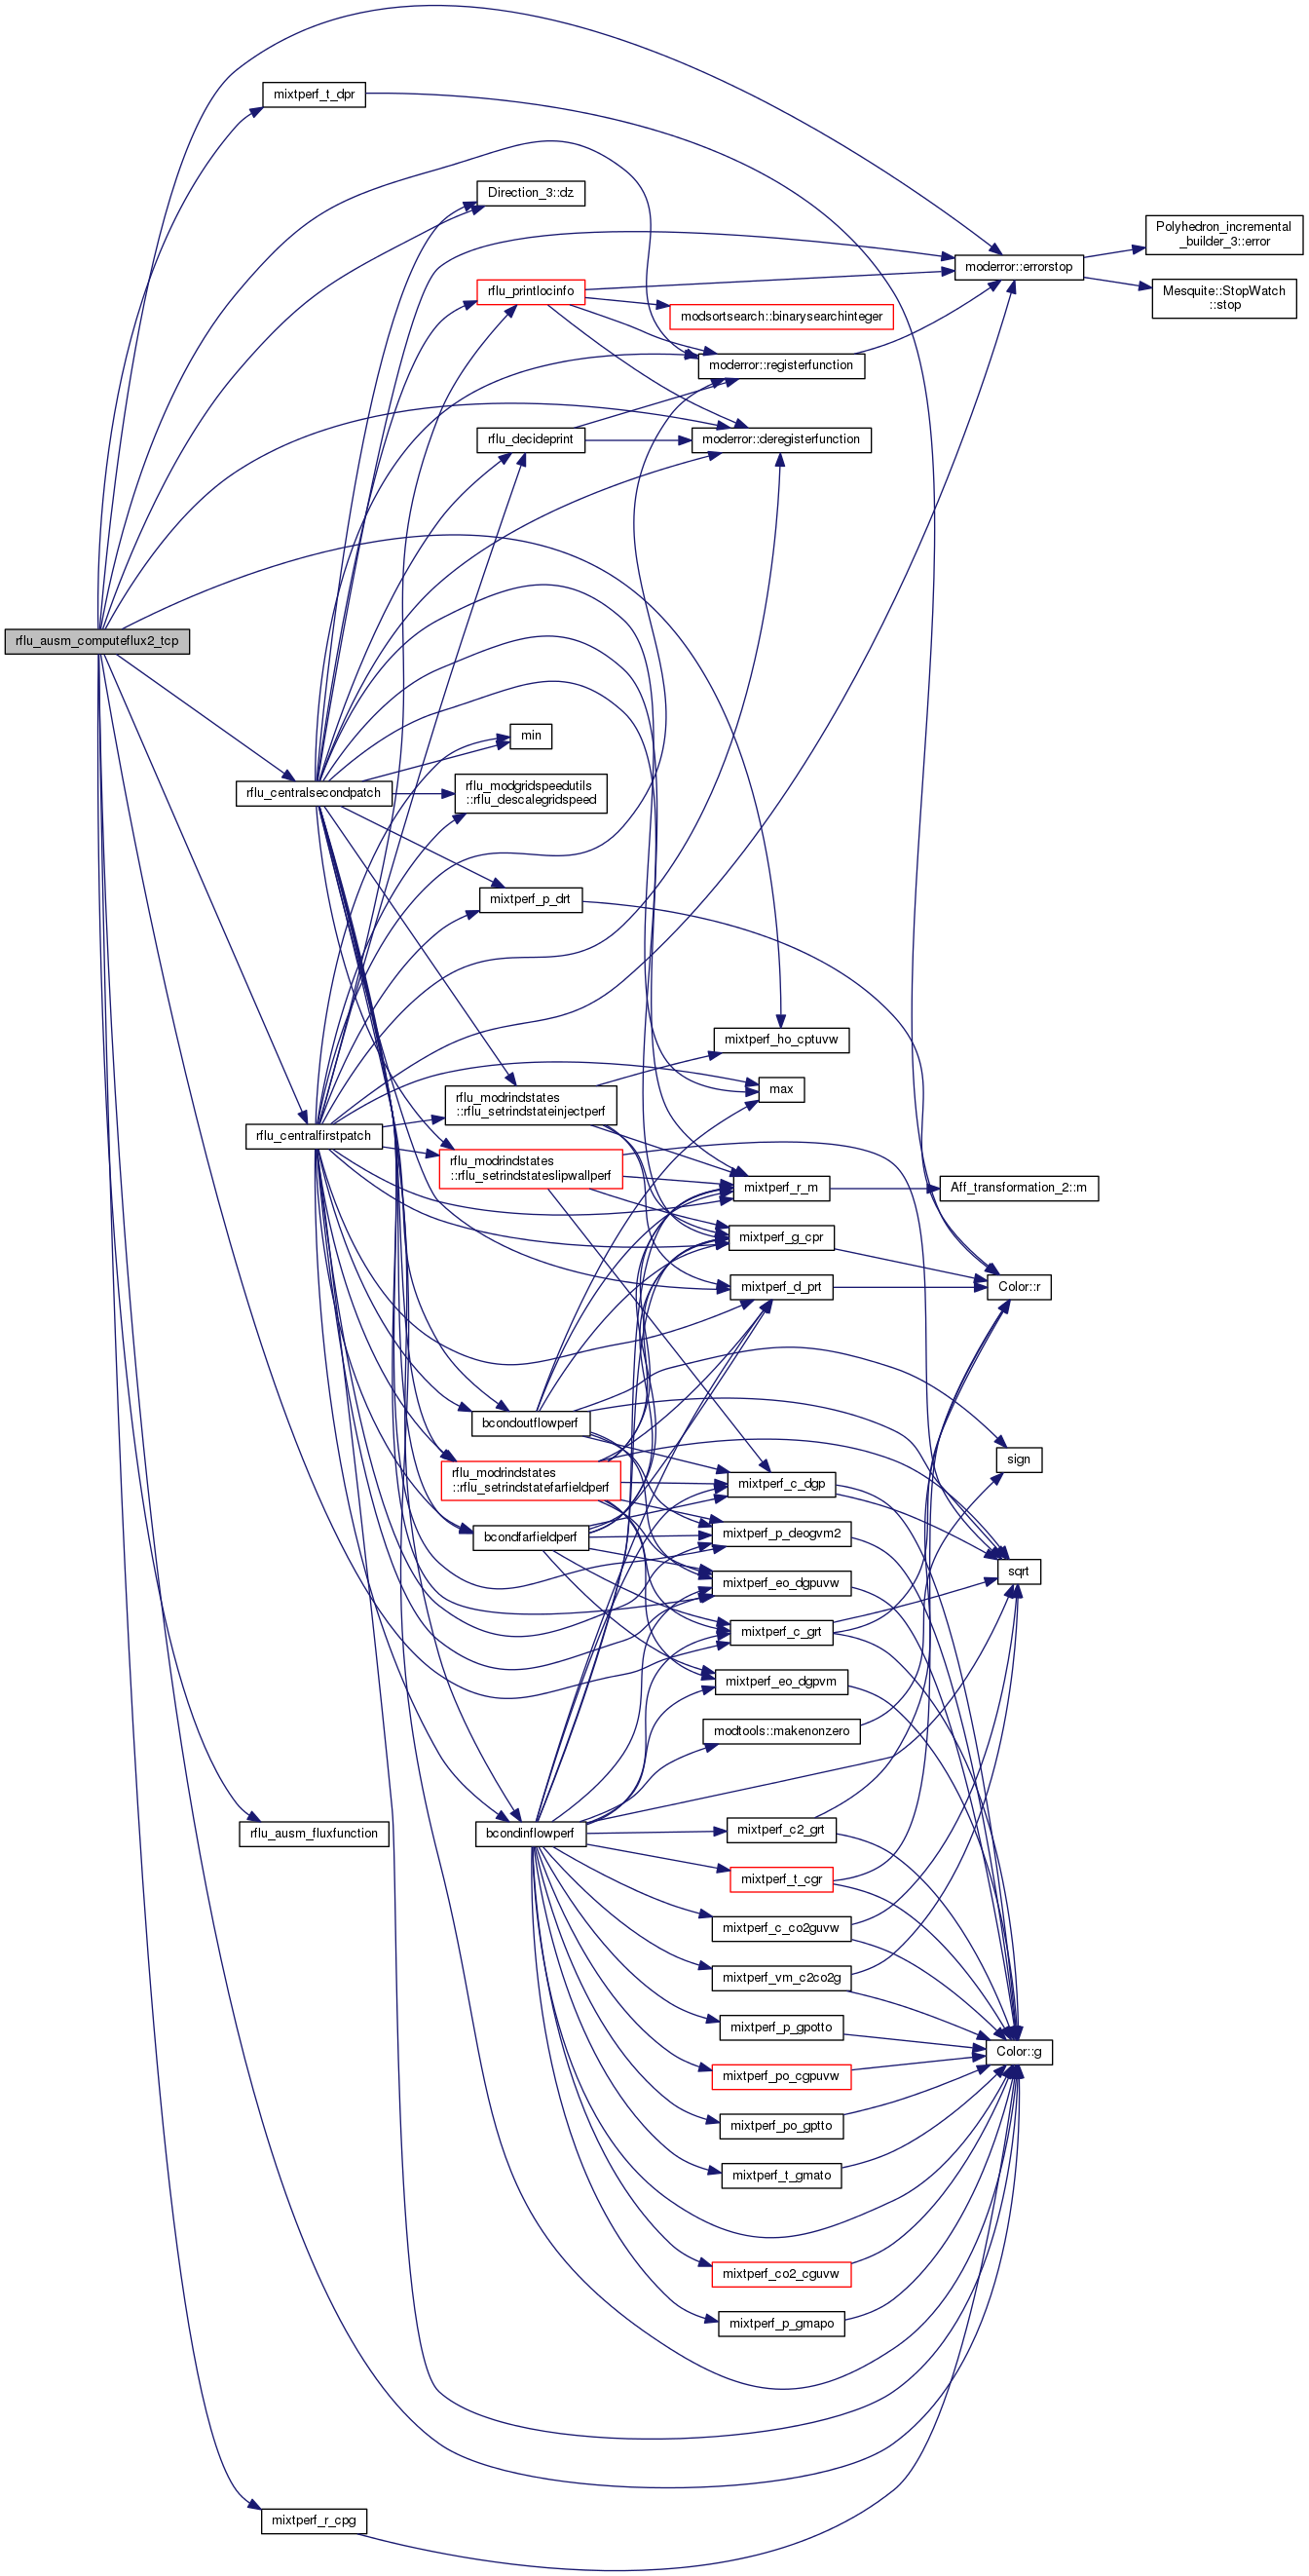 mixtperf_t_dpr
Direction_3::dz
Polyhedron_incremental
_builder_3::error
moderror::errorstop
rflu_printlocinfo
Mesquite::StopWatch
::stop
modsortsearch::binarysearchinteger
moderror::registerfunction
rflu_decideprint
moderror::deregisterfunction
rflu_ausm_computeflux2_tcp
min
rflu_centralsecondpatch
rflu_modgridspeedutils
::rflu_descalegridspeed
mixtperf_p_drt
mixtperf_ho_cptuvw
max
rflu_modrindstates
::rflu_setrindstateinjectperf
rflu_centralfirstpatch
rflu_modrindstates
::rflu_setrindstateslipwallperf
mixtperf_r_m
Aff_transformation_2::m
mixtperf_g_cpr
mixtperf_d_prt
Color::r
bcondoutflowperf
sign
rflu_modrindstates
::rflu_setrindstatefarfieldperf
mixtperf_c_dgp
bcondfarfieldperf
mixtperf_p_deogvm2
sqrt
mixtperf_eo_dgpuvw
mixtperf_c_grt
mixtperf_eo_dgpvm
modtools::makenonzero
rflu_ausm_fluxfunction
bcondinflowperf
mixtperf_c2_grt
mixtperf_t_cgr
mixtperf_c_co2guvw
mixtperf_vm_c2co2g
mixtperf_p_gpotto
Color::g
mixtperf_po_cgpuvw
mixtperf_po_gptto
mixtperf_t_gmato
mixtperf_co2_cguvw
mixtperf_p_gmapo
mixtperf_r_cpg